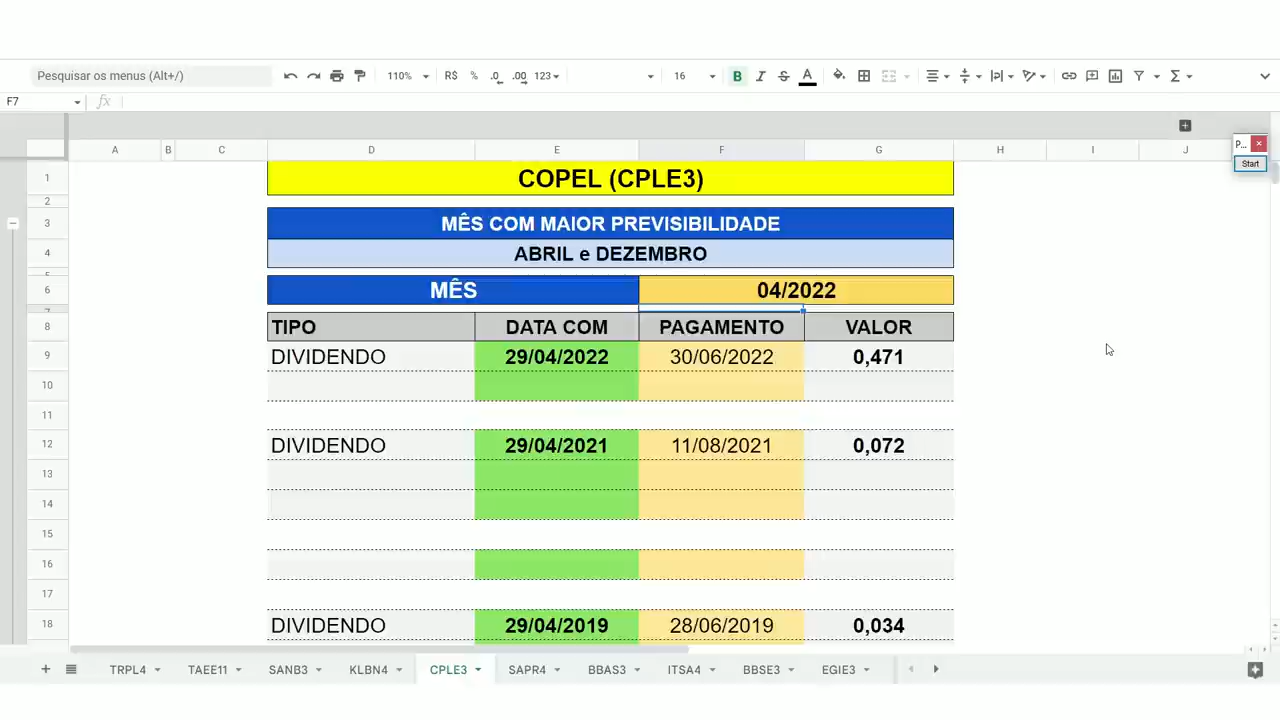 Pesquisar os menus (Alt+/) 110% R$ % .0 .00 123 16 B I S A Σ
F7 fx
P... × Start
A B C D E F G H I J
1 COPEL (CPLE3)
2
3 MÊS COM MAIOR PREVISIBILIDADE
4 ABRIL e DEZEMBRO
6 MÊS 04/2022
8 TIPO DATA COM PAGAMENTO VALOR
9 DIVIDENDO 29/04/2022 30/06/2022 0,471
10
11
12 DIVIDENDO 29/04/2021 11/08/2021 0,072
13
14
15
16
17
18 DIVIDENDO 29/04/2019 28/06/2019 0,034
TRPL4 TAEE11 SANB3 KLBN4 CPLE3 SAPR4 BBAS3 ITSA4 BBSE3 EGIE3